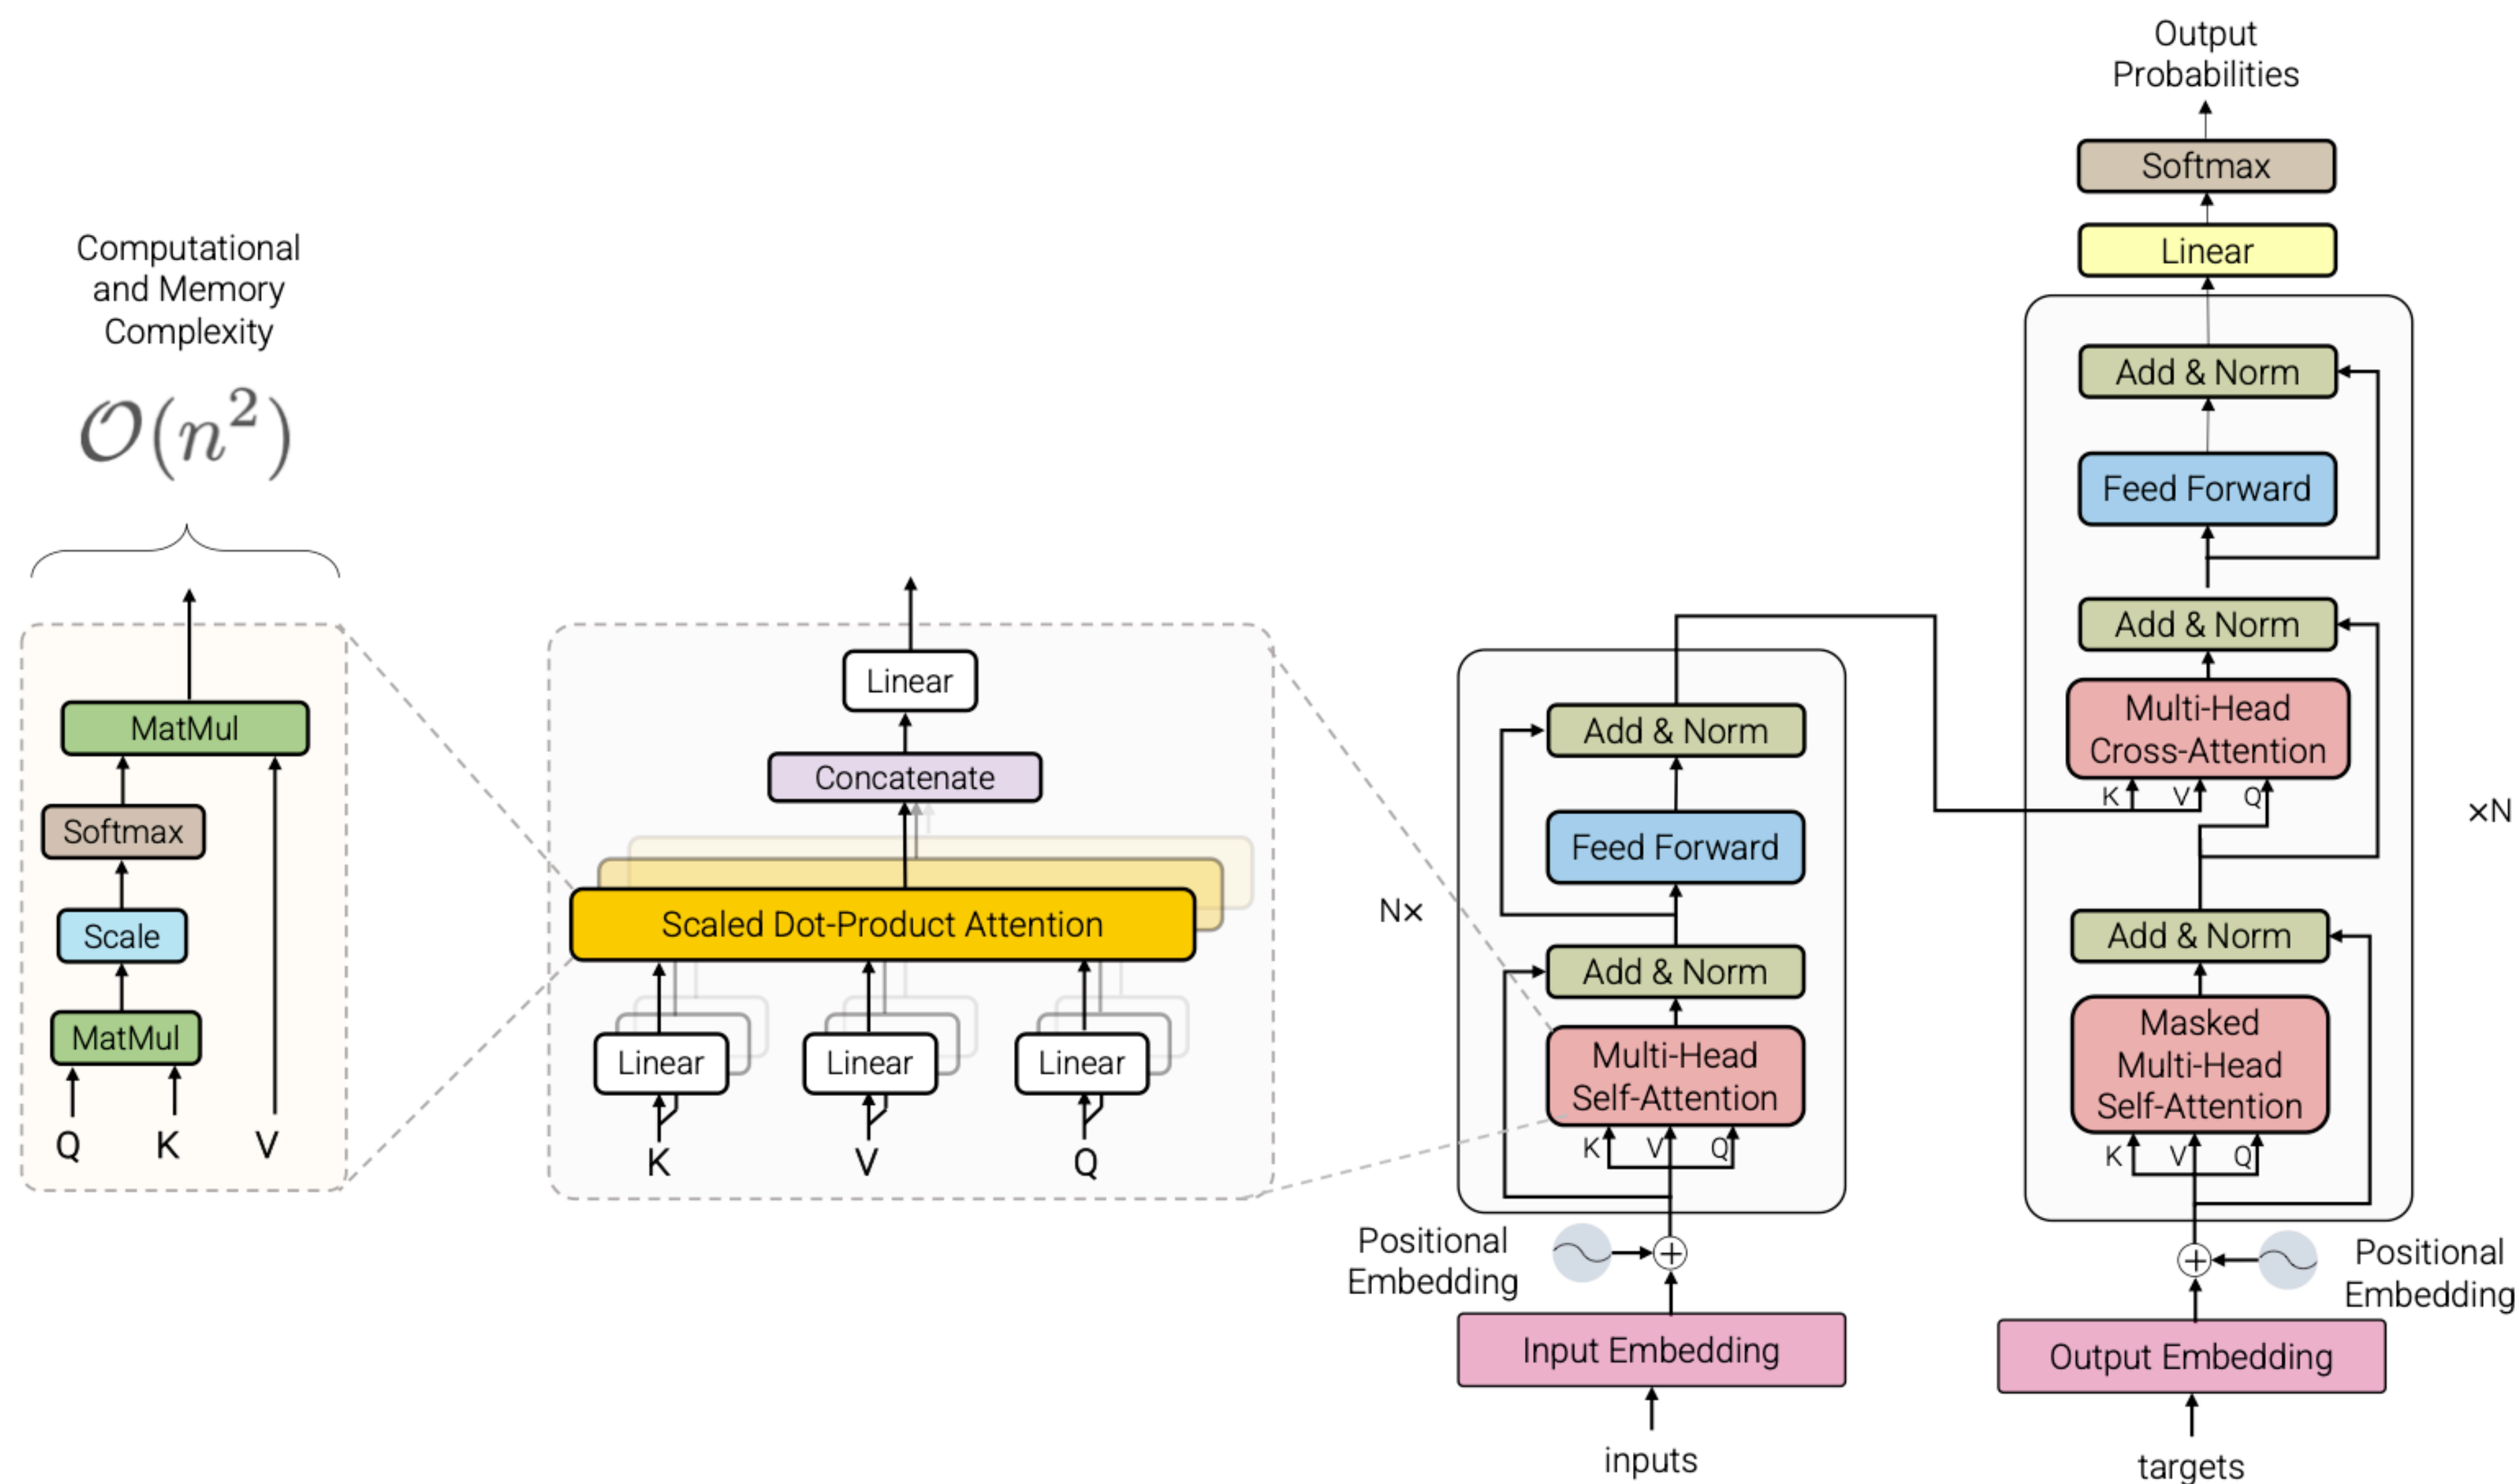 Computational
and Memory
Complexity
O(n²)
MatMul
Softmax
Scale
MatMul
Q K V
Linear
Concatenate
Scaled Dot-Product Attention
Linear Linear Linear
K V Q
N×
Add & Norm
Feed Forward
Add & Norm
Multi-Head
Self-Attention
K V Q
Positional
Embedding
Input Embedding
inputs
Output
Probabilities
Softmax
Linear
Add & Norm
Feed Forward
Add & Norm
Multi-Head
Cross-Attention
K V Q
×N
Add & Norm
Masked
Multi-Head
Self-Attention
K V Q
Positional
Embedding
Output Embedding
targets